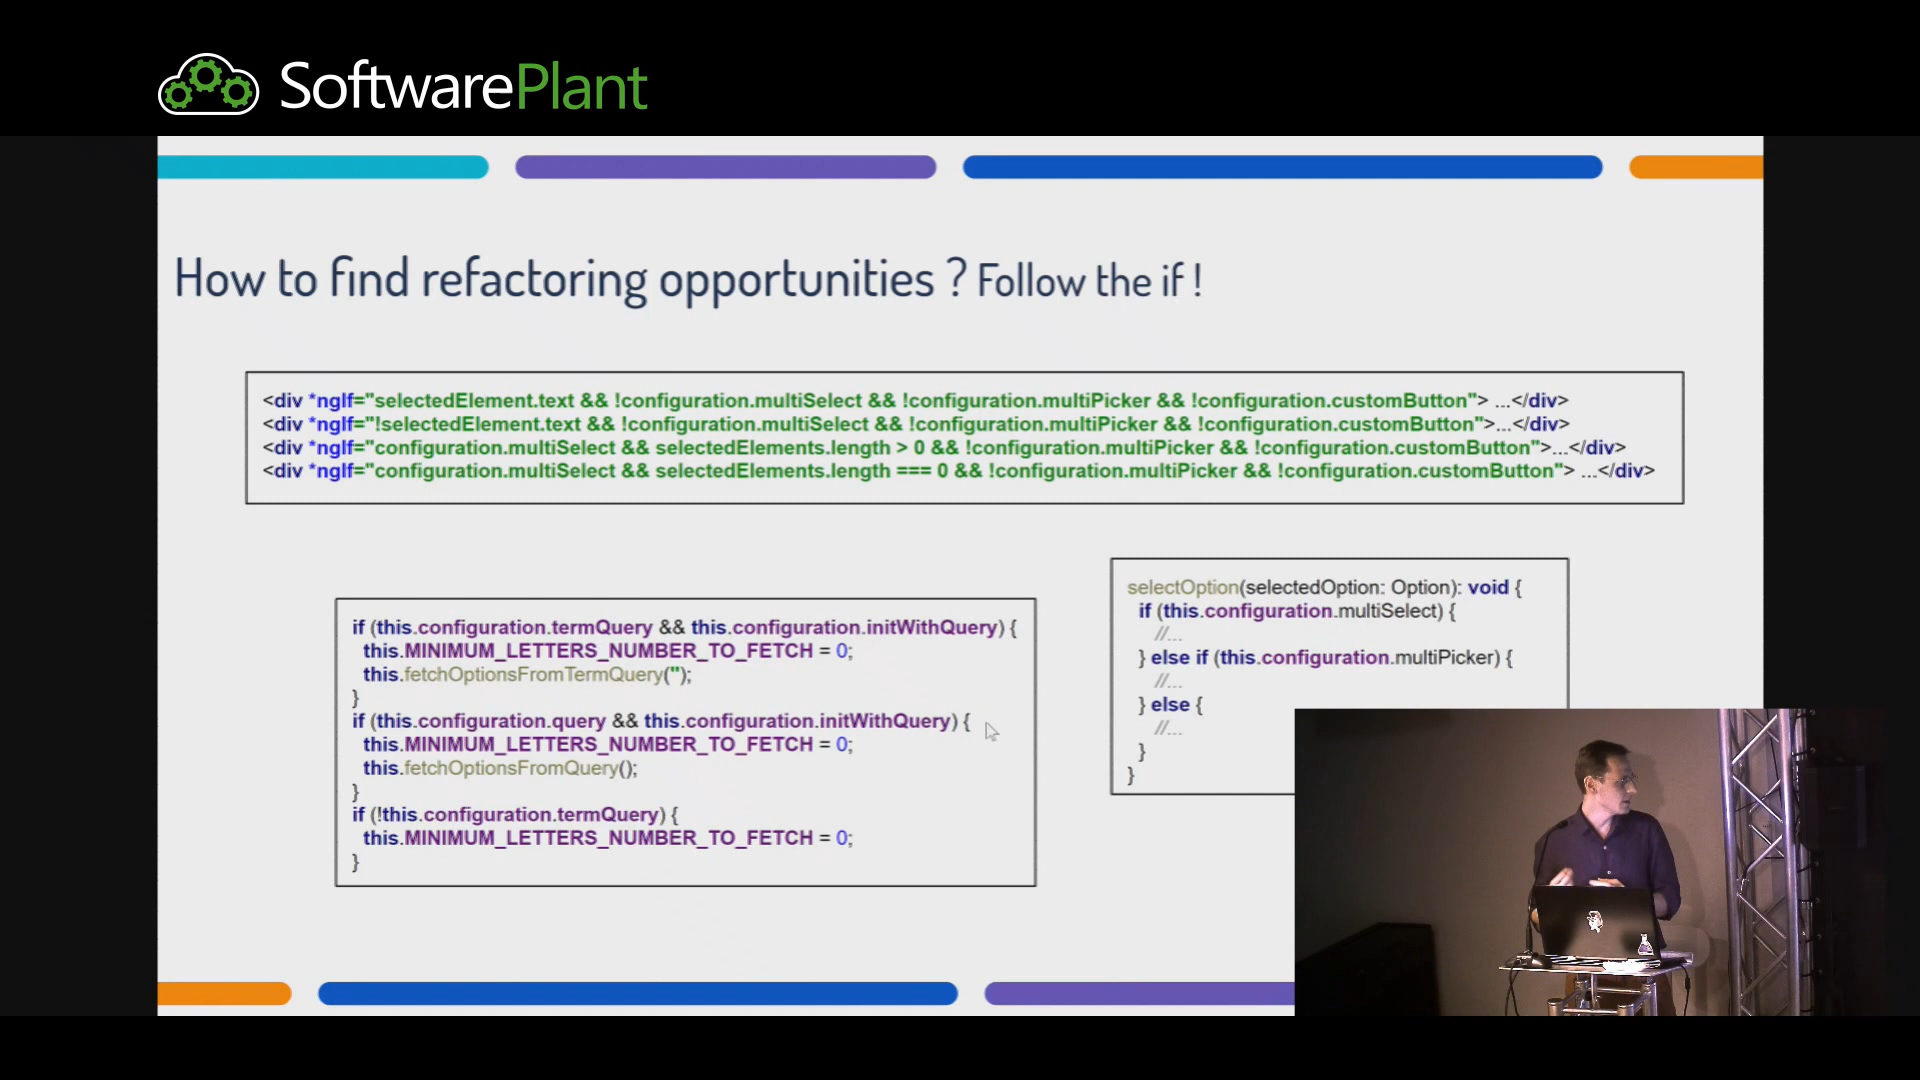 SoftwarePlant
How to find refactoring opportunities ? Follow the if !
<div *ngIf="selectedElement.text && !configuration.multiSelect && !configuration.multiPicker && !configuration.customButton"> ...</div>
<div *ngIf="!selectedElement.text && !configuration.multiSelect && !configuration.multiPicker && !configuration.customButton">...</div>
<div *ngIf="configuration.multiSelect && selectedElements.length > 0 && !configuration.multiPicker && !configuration.customButton">...</div>
<div *ngIf="configuration.multiSelect && selectedElements.length === 0 && !configuration.multiPicker && !configuration.customButton"> ...</div>
if (this.configuration.termQuery && this.configuration.initWithQuery) {
this.MINIMUM_LETTERS_NUMBER_TO_FETCH = 0;
this.fetchOptionsFromTermQuery('');
}
if (this.configuration.query && this.configuration.initWithQuery) {
this.MINIMUM_LETTERS_NUMBER_TO_FETCH = 0;
this.fetchOptionsFromQuery();
}
if (!this.configuration.termQuery) {
this.MINIMUM_LETTERS_NUMBER_TO_FETCH = 0;
}
selectOption(selectedOption: Option): void {
if (this.configuration.multiSelect) {
//...
} else if (this.configuration.multiPicker) {
//...
} else {
//...
}
}